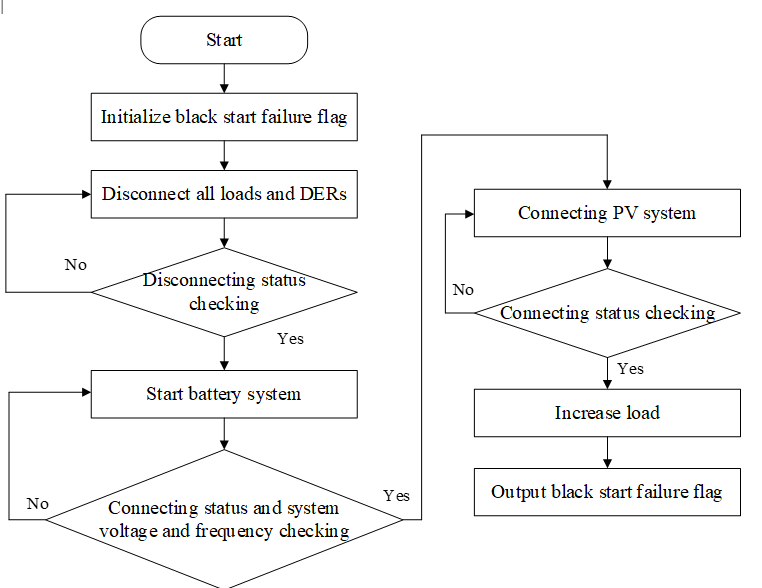 Start
Initialize black start failure flag
Disconnect all loads and DERs
No
Disconnecting status
checking
Yes
Start battery system
No
Connecting status and system
voltage and frequency checking
Yes
Connecting PV system
No
Connecting status checking
Yes
Increase load
Output black start failure flag